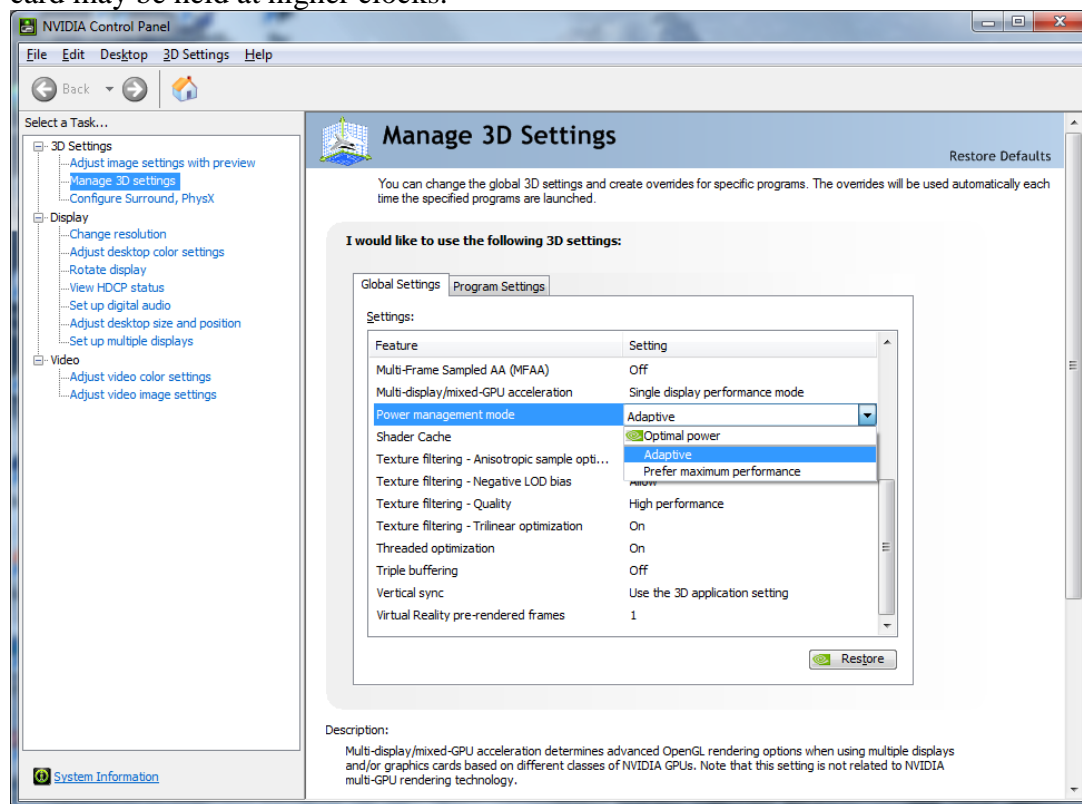 card may be held at higher clocks.
NVIDIA Control Panel
File Edit Desktop 3D Settings Help
Back
Select a Task...
3D Settings
Adjust image settings with preview
Manage 3D settings
Configure Surround, PhysX
Display
Change resolution
Adjust desktop color settings
Rotate display
View HDCP status
Set up digital audio
Adjust desktop size and position
Set up multiple displays
Video
Adjust video color settings
Adjust video image settings
System Information
Manage 3D Settings
Restore Defaults
You can change the global 3D settings and create overrides for specific programs. The overrides will be used automatically each
time the specified programs are launched.
I would like to use the following 3D settings:
Global Settings Program Settings
Settings:
Feature Setting
Multi-Frame Sampled AA (MFAA) Off
Multi-display/mixed-GPU acceleration Single display performance mode
Power management mode Adaptive
Shader Cache Optimal power
Adaptive
Texture filtering - Anisotropic sample opti...
Prefer maximum performance
Texture filtering - Negative LOD bias Allow
Texture filtering - Quality High performance
Texture filtering - Trilinear optimization On
Threaded optimization On
Triple buffering Off
Vertical sync Use the 3D application setting
Virtual Reality pre-rendered frames 1
Restore
Description:
Multi-display/mixed-GPU acceleration determines advanced OpenGL rendering options when using multiple displays
and/or graphics cards based on different classes of NVIDIA GPUs. Note that this setting is not related to NVIDIA
multi-GPU rendering technology.